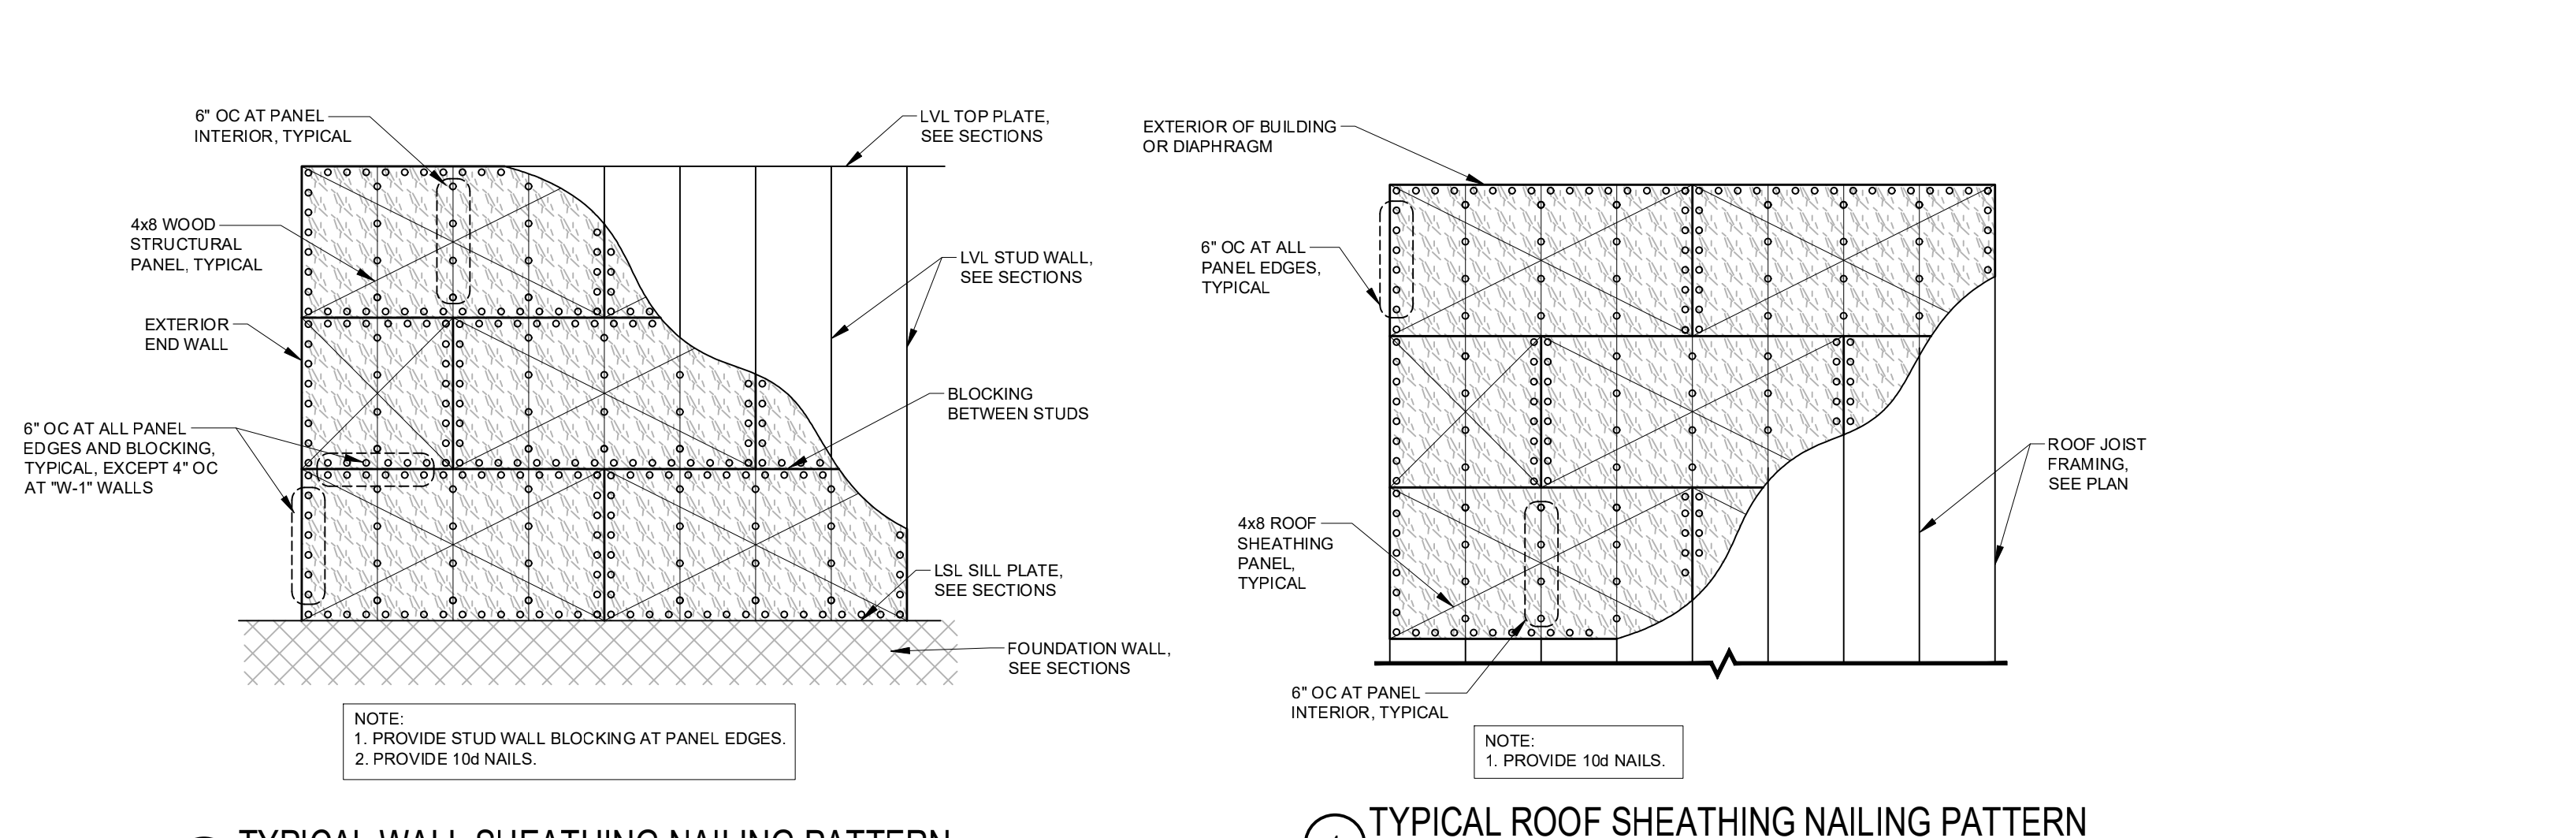 6" OC AT PANEL
INTERIOR, TYPICAL
4x8 WOOD
STRUCTURAL
PANEL, TYPICAL
EXTERIOR
END WALL
6" OC AT ALL PANEL
EDGES AND BLOCKING,
TYPICAL, EXCEPT 4" OC
AT "W-1" WALLS
LVL TOP PLATE,
SEE SECTIONS
LVL STUD WALL,
SEE SECTIONS
BLOCKING
BETWEEN STUDS
LSL SILL PLATE,
SEE SECTIONS
FOUNDATION WALL,
SEE SECTIONS
NOTE:
1. PROVIDE STUD WALL BLOCKING AT PANEL EDGES.
2. PROVIDE 10d NAILS.
TYPICAL WALL SHEATHING NAILING PATTERN
EXTERIOR OF BUILDING
OR DIAPHRAGM
6" OC AT ALL
PANEL EDGES,
TYPICAL
4x8 ROOF
SHEATHING
PANEL,
TYPICAL
6" OC AT PANEL
INTERIOR, TYPICAL
ROOF JOIST
FRAMING,
SEE PLAN
NOTE:
1. PROVIDE 10d NAILS.
TYPICAL ROOF SHEATHING NAILING PATTERN